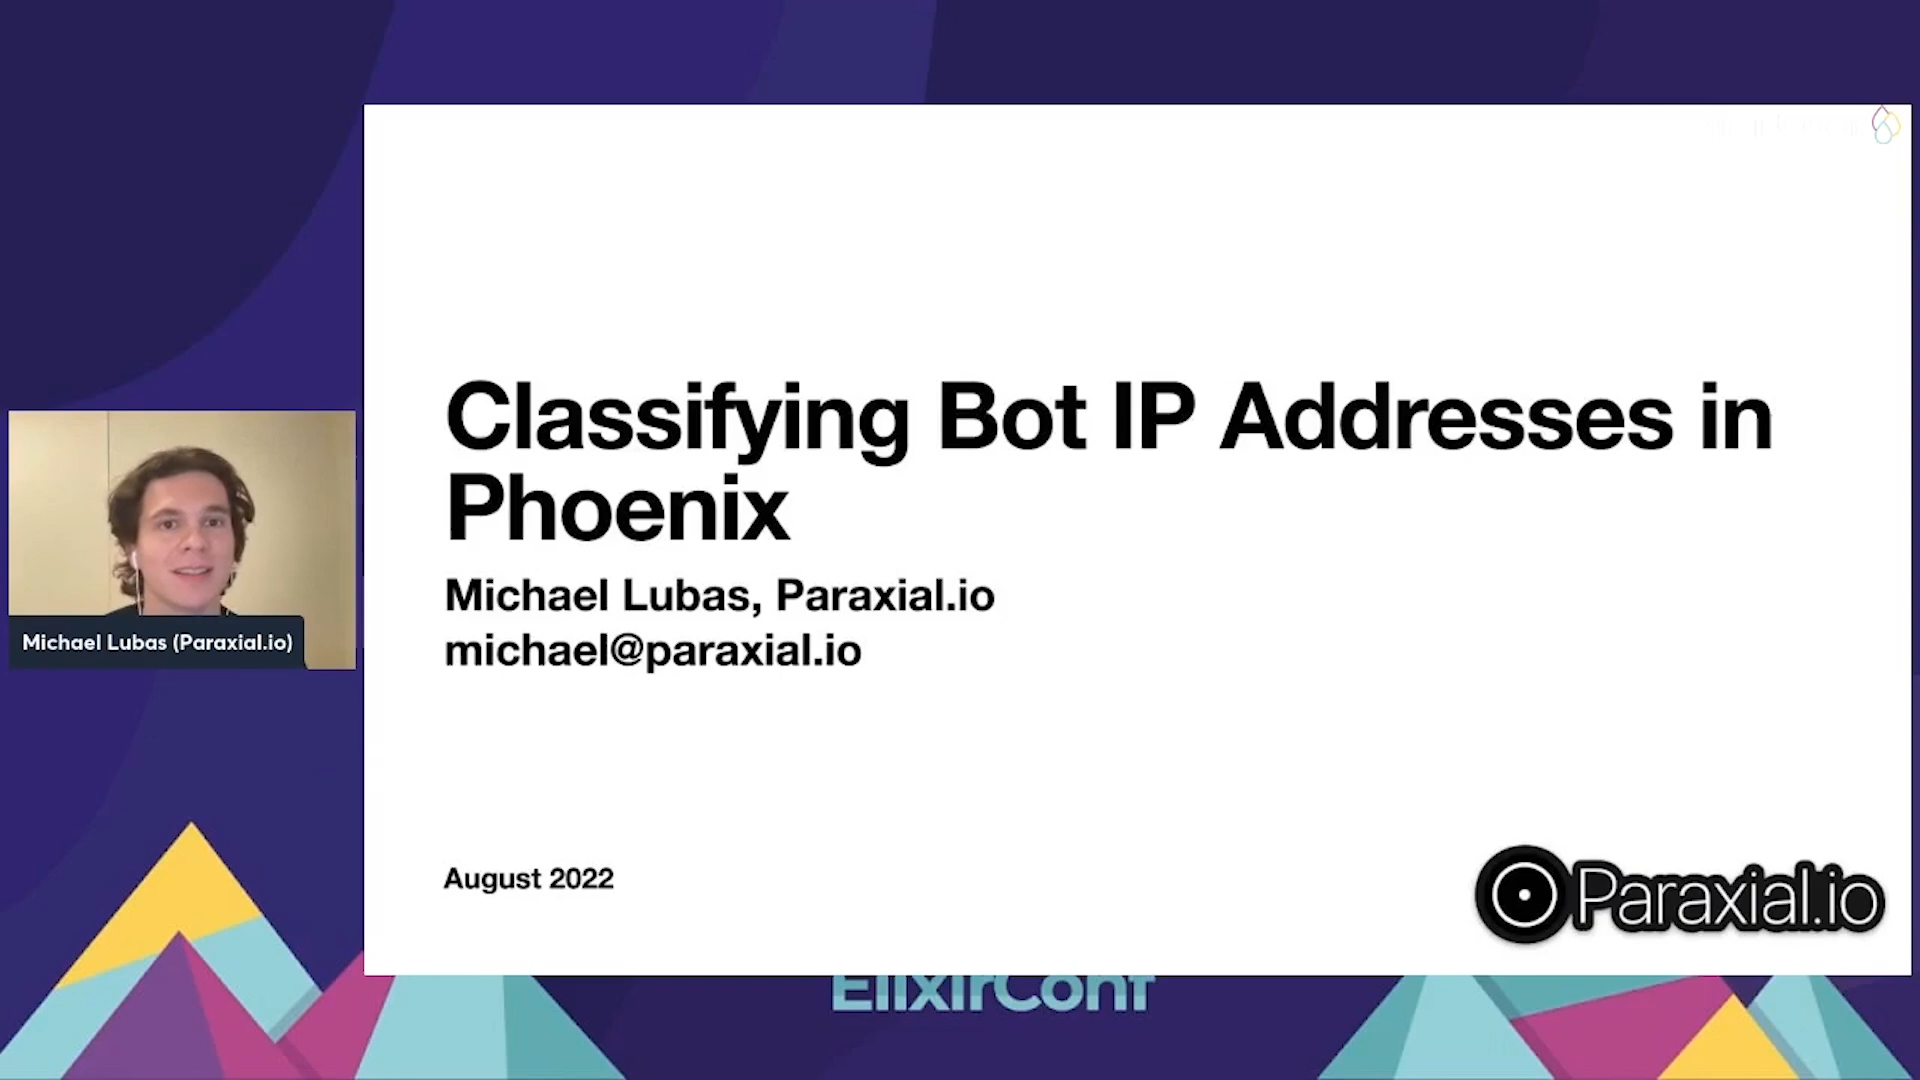 Classifying Bot IP Addresses in
Phoenix
Michael Lubas, Paraxial.io
michael@paraxial.io
Michael Lubas (Paraxial.io)
August 2022
Paraxial.io
ElixirConf